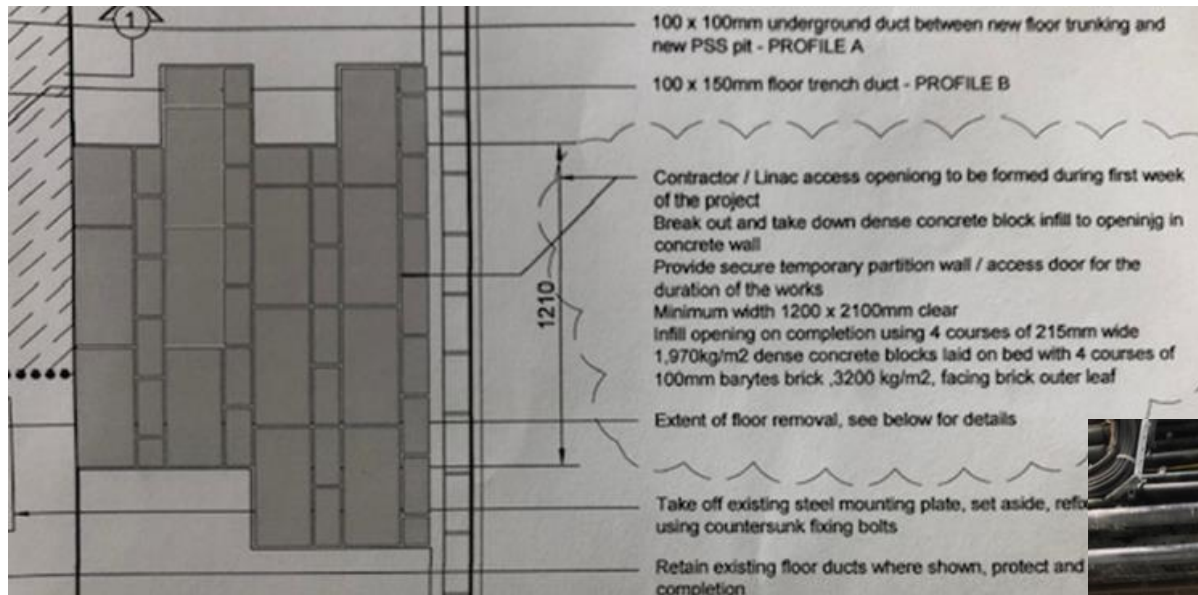 1
100 x 100mm underground duct between new floor trunking and
new PSS pit - PROFILE A
100 x 150mm floor trench duct - PROFILE B
Contractor / Linac access openiong to be formed during first week
of the project
Break out and take down dense concrete block infill to openinjg in
concrete wall
Provide secure temporary partition wall / access door for the
duration of the works
Minimum width 1200 x 2100mm clear
Infill opening on completion using 4 courses of 215mm wide
1,970kg/m2 dense concrete blocks laid on bed with 4 courses of
100mm barytes brick ,3200 kg/m2, facing brick outer leaf
1210
Extent of floor removal, see below for details
Take off existing steel mounting plate, set aside,
using countersunk fixing bolts
Retain existing floor ducts where shown, protect and
completion